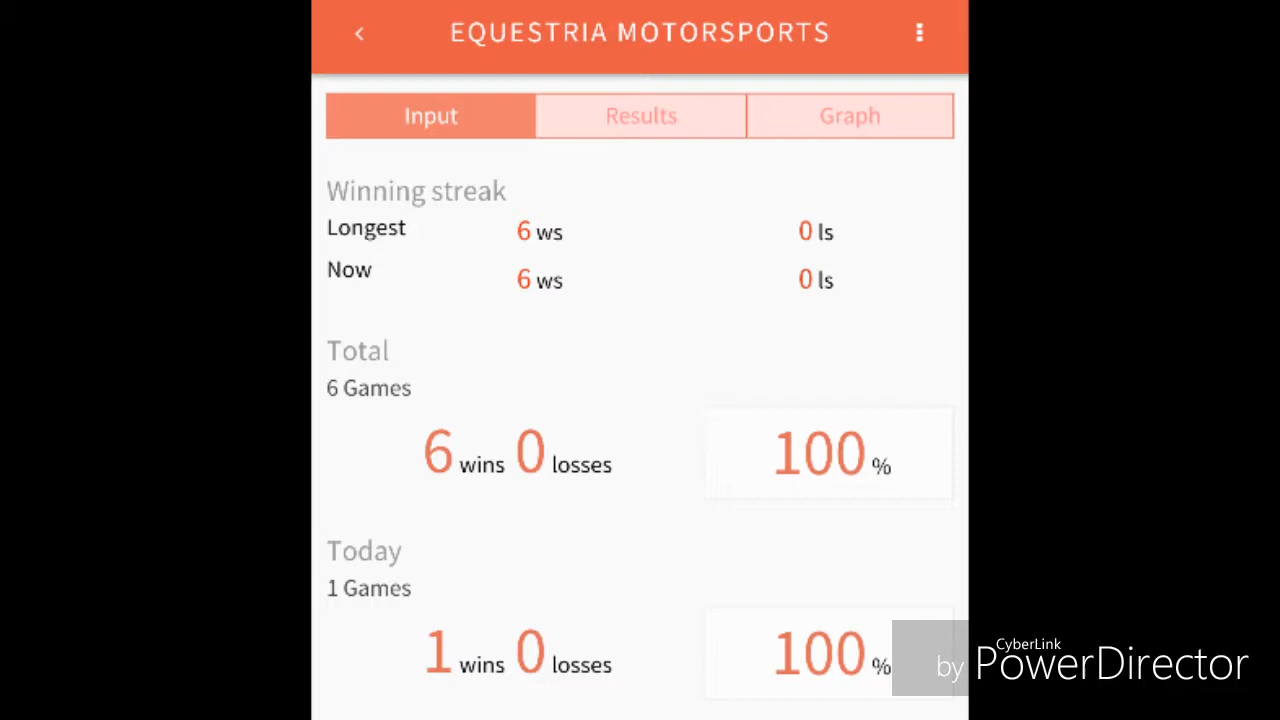 EQUESTRIA MOTORSPORTS
Input Results Graph
Winning streak
Longest 6 ws 0 ls
Now 6 ws 0 ls
Total
6 Games
6 wins 0 losses 100 %
Today
1 Games
1 wins 0 losses 100 %
CyberLink
by PowerDirector